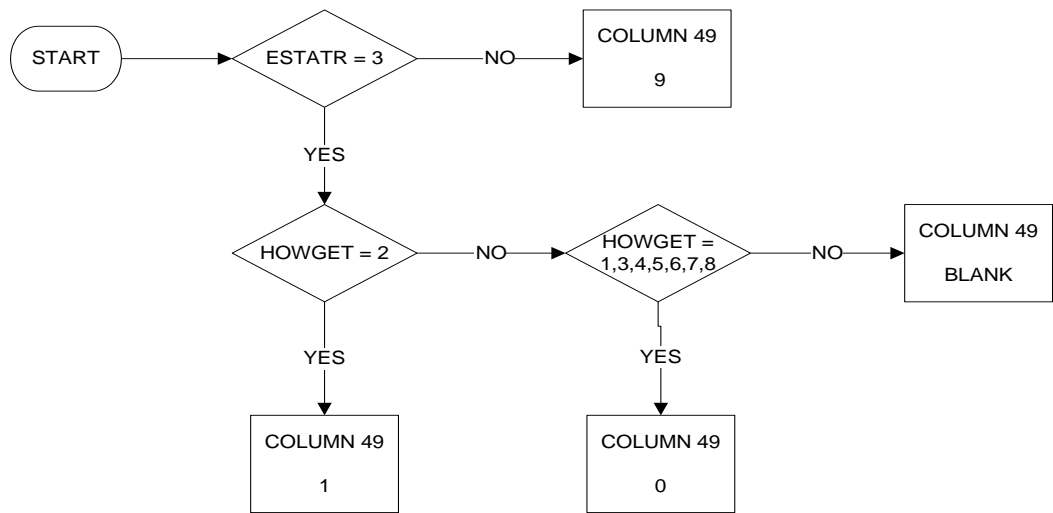 START
ESTATR = 3
NO
COLUMN 49
9
YES
HOWGET = 2
NO
HOWGET =
1,3,4,5,6,7,8
NO
COLUMN 49
BLANK
YES
YES
COLUMN 49
1
COLUMN 49
0